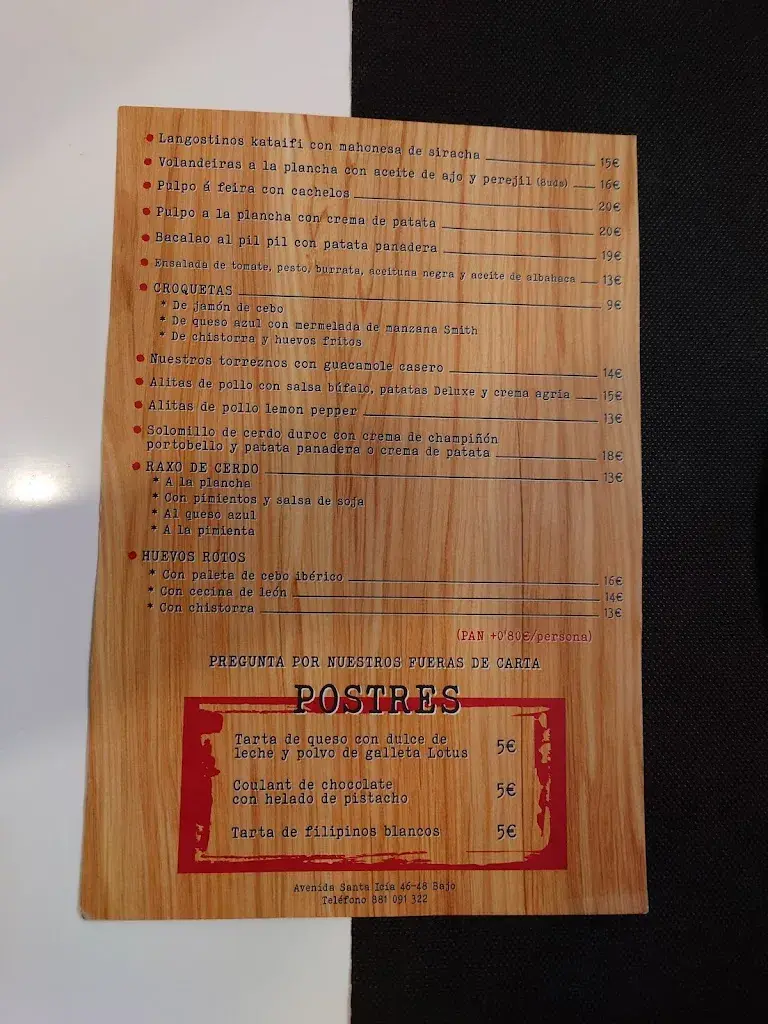 Langostinos kataifi con mahonesa de siracha 15€
Volandeiras a la plancha con aceite de ajo y perejil (8uds) 16€
Pulpo á feira con cachelos 20€
Pulpo a la plancha con crema de patata 20€
Bacalao al pil pil con patata panadera 19€
Ensalada de tomate, pesto, burrata, aceituna negra y aceite de albahaca 13€
CROQUETAS 9€
* De jamón de cebo
* De queso azul con mermelada de manzana Smith
* De chistorra y huevos fritos
Nuestros torreznos con guacamole casero 14€
Alitas de pollo con salsa búfalo, patatas Deluxe y crema agria 15€
Alitas de pollo lemon pepper 13€
Solomillo de cerdo duroc con crema de champiñón
portobello y patata panadera o crema de patata 18€
RAXO DE CERDO 13€
* A la plancha
* Con pimientos y salsa de soja
* Al queso azul
* A la pimienta
HUEVOS ROTOS
* Con paleta de cebo ibérico 16€
* Con cecina de león 14€
* Con chistorra 13€
(PAN +0'80€/persona)
PREGUNTA POR NUESTROS FUERAS DE CARTA
POSTRES
Tarta de queso con dulce de
leche y polvo de galleta Lotus 5€
Coulant de chocolate
con helado de pistacho 5€
Tarta de filipinos blancos 5€
Avenida Santa Icía 46-48 Bajo
Teléfono 881 091 322